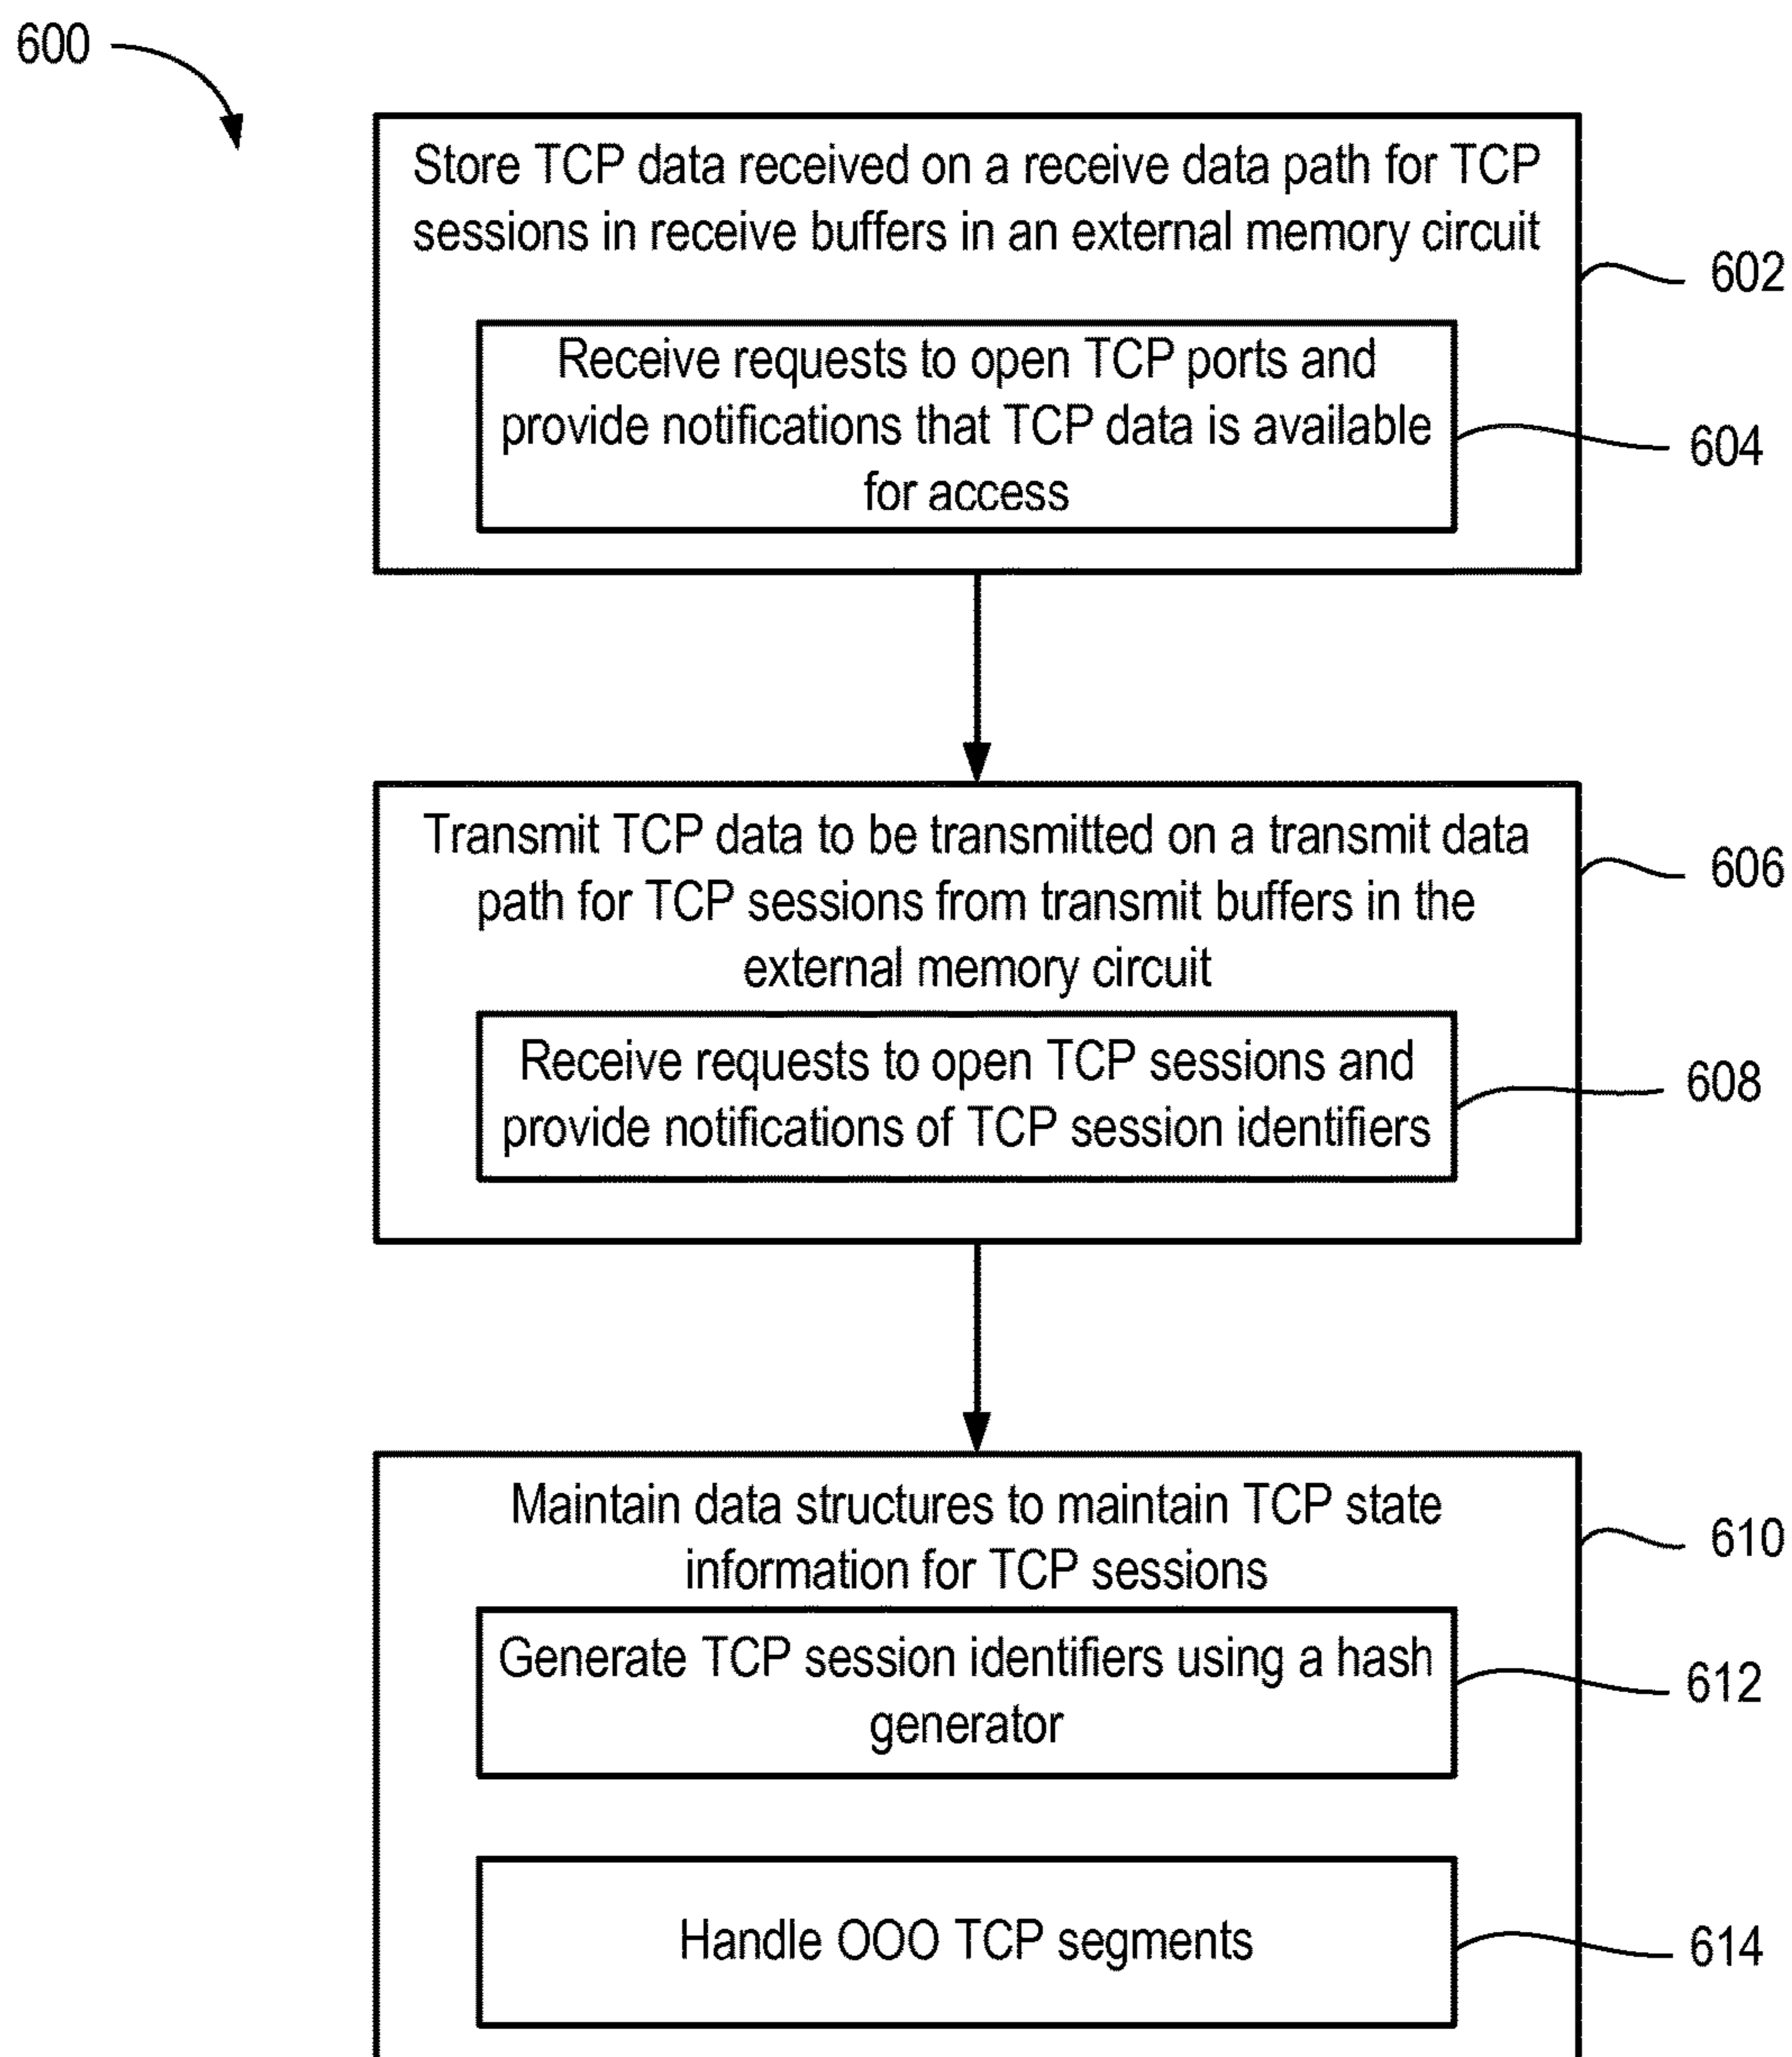 600
Store TCP data received on a receive data path for TCP
sessions in receive buffers in an external memory circuit
602
Receive requests to open TCP ports and
provide notifications that TCP data is available
for access
604
Transmit TCP data to be transmitted on a transmit data
path for TCP sessions from transmit buffers in the
external memory circuit
606
Receive requests to open TCP sessions and
provide notifications of TCP session identifiers
608
Maintain data structures to maintain TCP state
information for TCP sessions
610
Generate TCP session identifiers using a hash
generator
612
Handle OOO TCP segments
614